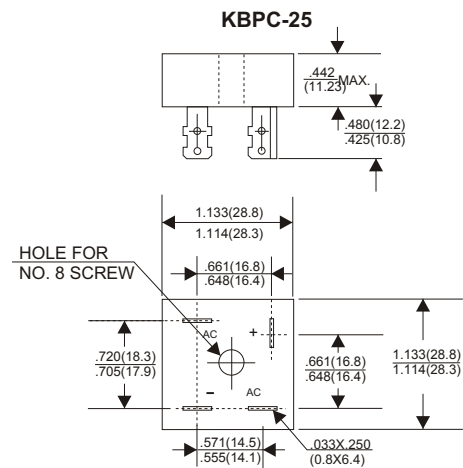 KBPC-25
.442
(11.23)
MAX.
.480(12.2)
.425(10.8)
1.133(28.8)
1.114(28.3)
HOLE FOR
NO. 8 SCREW
.661(16.8)
.648(16.4)
AC
+
.720(18.3)
.705(17.9)
.661(16.8)
.648(16.4)
1.133(28.8)
1.114(28.3)
–
AC
.571(14.5)
.555(14.1)
.033X.250
(0.8X6.4)